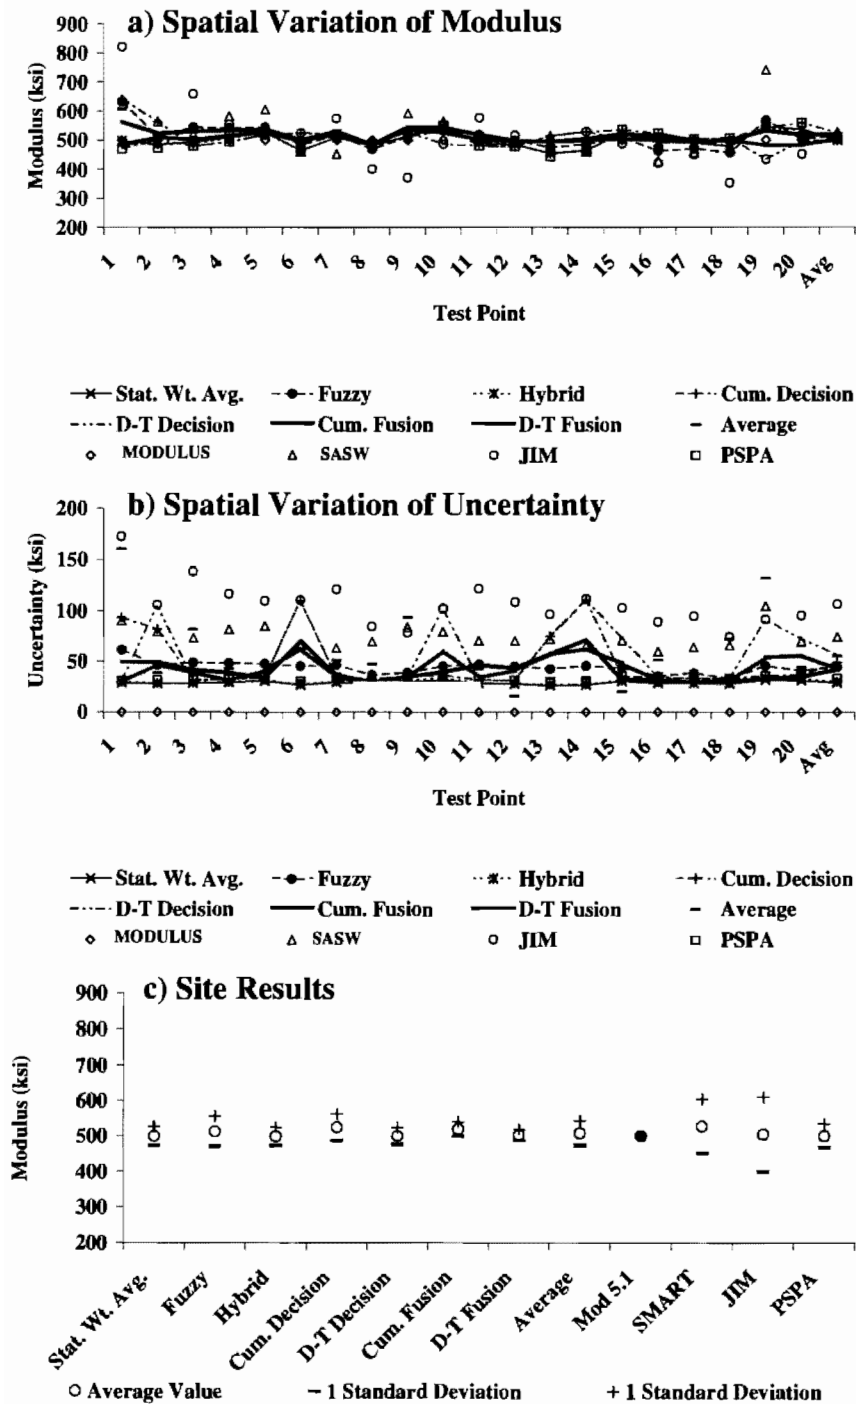 a) Spatial Variation of Modulus
900
800
700
600
500
400
300
200
Modulus (ksi)
1 2 3 4 5 6 7 8 9 10 11 12 13 14 15 16 17 18 19 20 Avg
Test Point
Stat. Wt. Avg. Fuzzy Hybrid Cum. Decision
D-T Decision Cum. Fusion D-T Fusion Average
MODULUS SASW JIM PSPA
b) Spatial Variation of Uncertainty
200
150
100
50
0
Uncertainty (ksi)
1 2 3 4 5 6 7 8 9 10 11 12 13 14 15 16 17 18 19 20 Avg
Test Point
Stat. Wt. Avg. Fuzzy Hybrid Cum. Decision
D-T Decision Cum. Fusion D-T Fusion Average
MODULUS SASW JIM PSPA
c) Site Results
900
800
700
600
500
400
300
200
Modulus (ksi)
Stat. Wt. Avg. Fuzzy Hybrid Cum. Decision D-T Decision Cum. Fusion D-T Fusion Average Mod 5.1 SMART JIM PSPA
Average Value - 1 Standard Deviation + 1 Standard Deviation